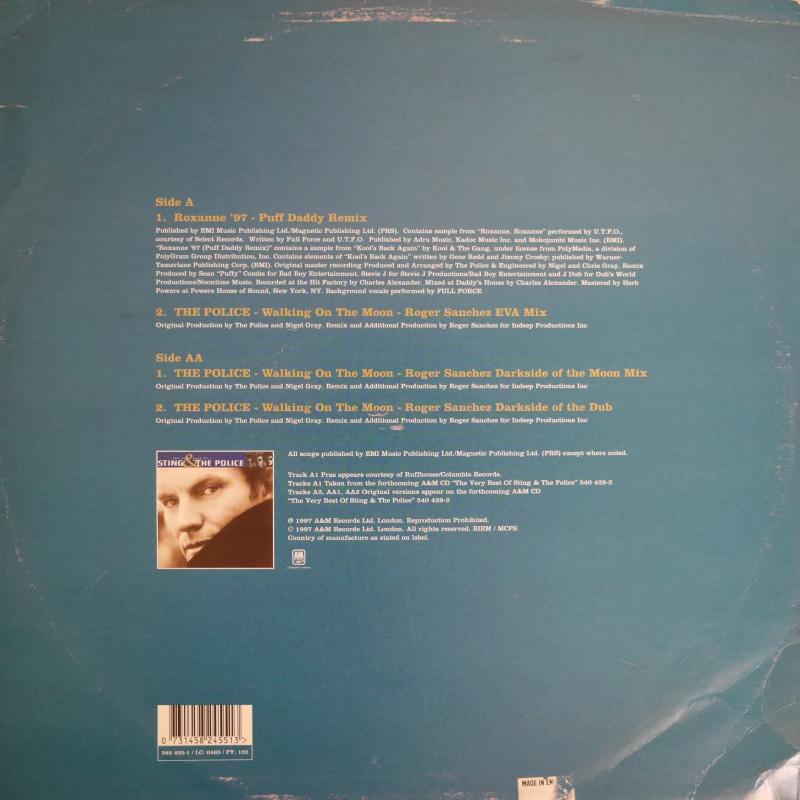 Side A
1. Roxanne '97 - Puff Daddy Remix
Published by EMI Music Publishing Ltd./Magnetic Publishing Ltd. (PRS). Contains sample from "Roxanne, Roxanne" performed by U.T.F.O.,
courtesy of Select Records. Written by Full Force and U.T.F.O. Published by Adra Music, Kadoc Music Inc. and Mokojumbi Music Inc. (BMI).
"Roxanne '97 (Puff Daddy Remix)" contains a sample from "Kool's Back Again" by Kool & The Gang, under license from PolyMedia, a division of
PolyGram Group Distribution, Inc. Contains elements of "Kool's Back Again" written by Gene Redd and Jimmy Crosby; published by Warner-
Tamerlane Publishing Corp. (BMI). Original master recording Produced and Arranged by The Police & Engineered by Nigel and Chris Gray. Remix
Produced by Sean "Puffy" Combs for Bad Boy Entertainment, Stevie J for Stevie J Productions/Bad Boy Entertainment and J Dub for Dub's World
Productions/Noontime Music. Recorded at the Hit Factory by Charles Alexander. Mixed at Daddy's House by Charles Alexander. Mastered by Herb
Powers at Powers House of Sound, New York, NY. Background vocals performed by FULL FORCE
2. THE POLICE - Walking On The Moon - Roger Sanchez EVA Mix
Original Production by The Police and Nigel Gray. Remix and Additional Production by Roger Sanchez for Indeep Productions Inc
Side AA
1. THE POLICE - Walking On The Moon - Roger Sanchez Darkside of the Moon Mix
Original Production by The Police and Nigel Gray. Remix and Additional Production by Roger Sanchez for Indeep Productions Inc
2. THE POLICE - Walking On The Moon - Roger Sanchez Darkside of the Dub
Original Production by The Police and Nigel Gray. Remix and Additional Production by Roger Sanchez for Indeep Productions Inc
STING & THE POLICE
All songs published by EMI Music Publishing Ltd./Magnetic Publishing Ltd. (PRS) except where noted.
Track A1 Pras appears courtesy of Ruffhouse/Columbia Records.
Tracks A1 Taken from the forthcoming A&M CD "The Very Best Of Sting & The Police" 540 428-2
Tracks A2, AA1, AA2 Original versions appear on the forthcoming A&M CD
"The Very Best Of Sting & The Police" 540 428-2
℗ 1997 A&M Records Ltd. London. Reproduction Prohibited.
© 1997 A&M Records Ltd. London. All rights reserved. BIEM / MCPS.
Country of manufacture as stated on label.
A&M
0 731458 245513 >
582 455-1 / LC: 0485 / PY: 122
MADE IN EN